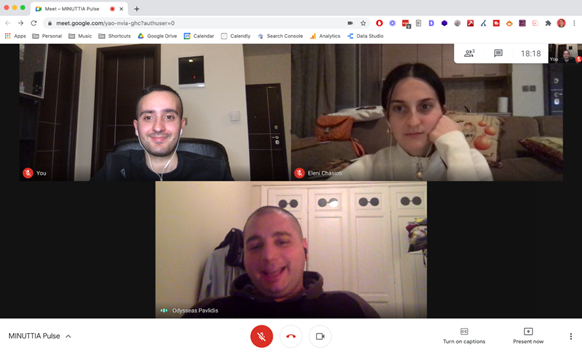 Meet – MINUTTIA Pulse
meet.google.com/yao-nvia-ghc?authuser=0
Apps Personal Music Shortcuts Google Drive Calendar Calendly Search Console Analytics Data Studio
3 18:18 You
You
Eleni Chasioti
Odysseas Pavlidis
MINUTTIA Pulse
Turn on captions
Present now